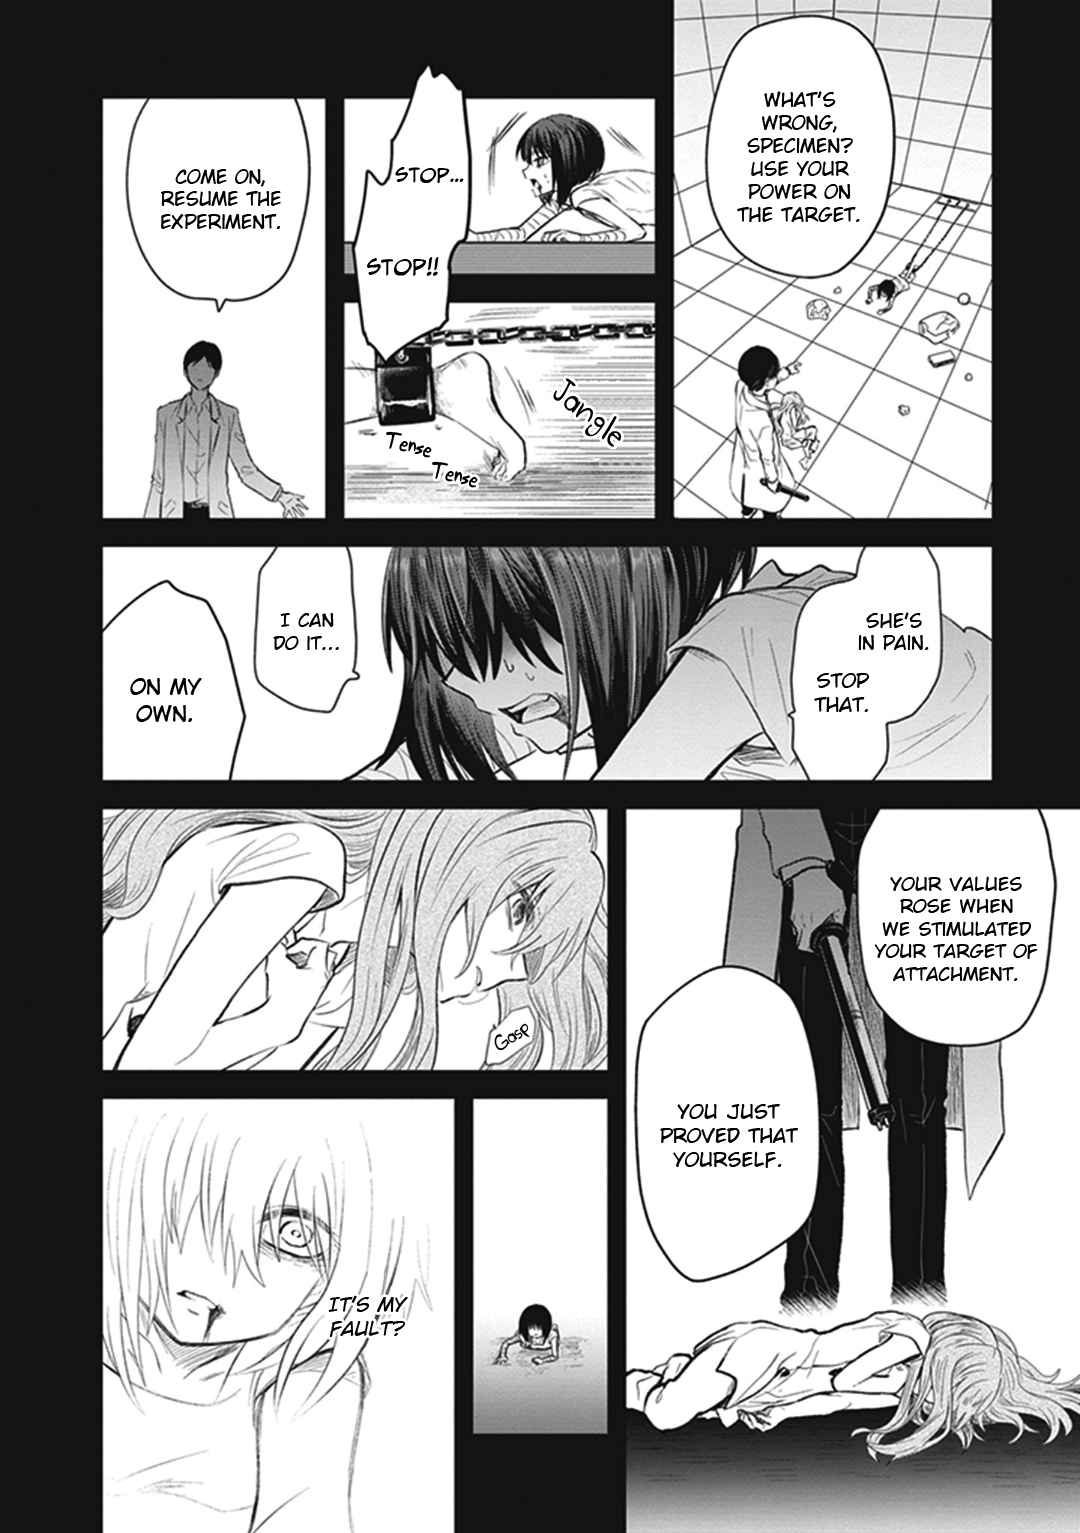 WHAT'S
WRONG,
SPECIMEN?
USE YOUR
POWER ON
THE TARGET.
STOP...
STOP!!
Jangle
Tense
Tense
COME ON,
RESUME THE
EXPERIMENT.
SHE'S
IN PAIN.
STOP
THAT.
I CAN
DO IT...
ON MY
OWN.
YOUR VALUES
ROSE WHEN
WE STIMULATED
YOUR TARGET OF
ATTACHMENT.
YOU JUST
PROVED THAT
YOURSELF.
Gasp
IT'S MY
FAULT?